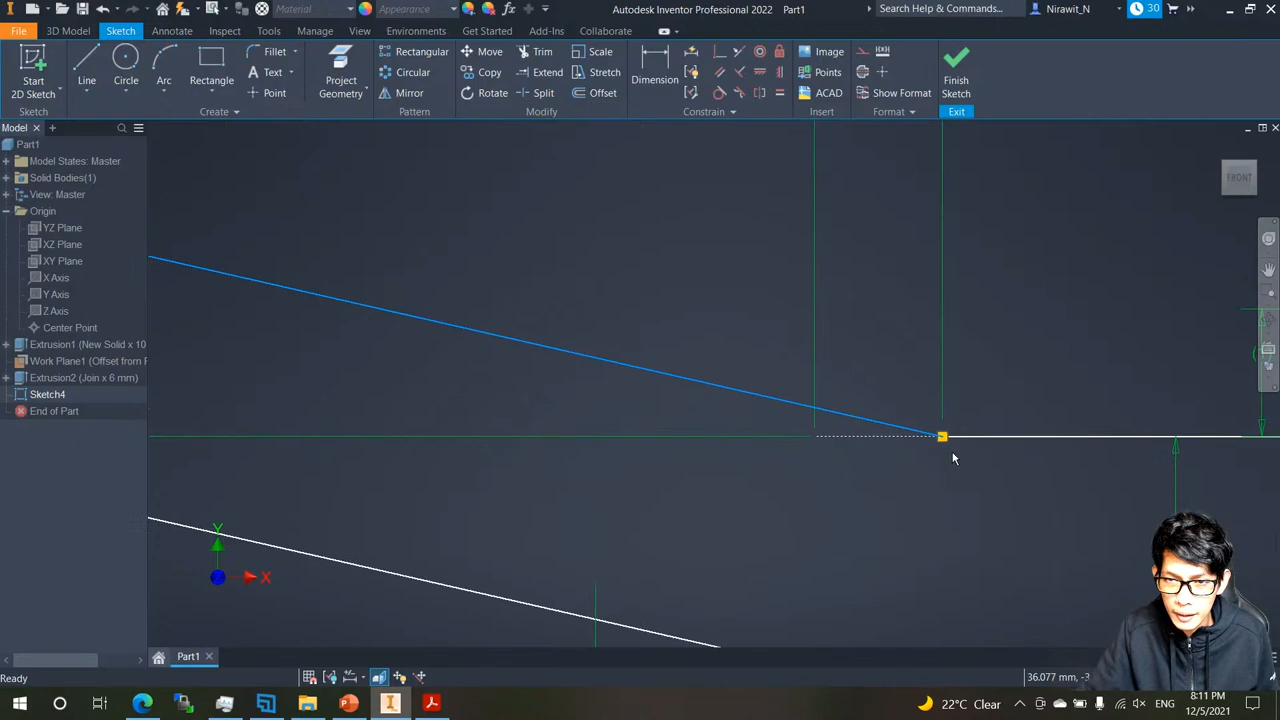 Material
Appearance
fx
Autodesk Inventor Professional 2022
Part1
Search Help & Commands...
Nirawit_N
30
File
3D Model
Sketch
Annotate
Inspect
Tools
Manage
View
Environments
Get Started
Add-Ins
Collaborate
Start
2D Sketch
Line
Circle
Arc
Rectangle
Fillet
Text
Point
Project
Geometry
Rectangular
Circular
Mirror
Move
Copy
Rotate
Trim
Extend
Split
Scale
Stretch
Offset
Dimension
Image
Points
ACAD
Show Format
Finish
Sketch
Sketch
Create
Pattern
Modify
Constrain
Insert
Format
Exit
Model
Part1
Model States: Master
Solid Bodies(1)
View: Master
Origin
YZ Plane
XZ Plane
XY Plane
X Axis
Y Axis
Z Axis
Center Point
Extrusion1 (New Solid x 10
Work Plane1 (Offset from
Extrusion2 (Join x 6 mm)
Sketch4
End of Part
FRONT
Y
X
Part1
Ready
36.077 mm, -3
22°C Clear
ENG
8:11 PM
12/5/2021